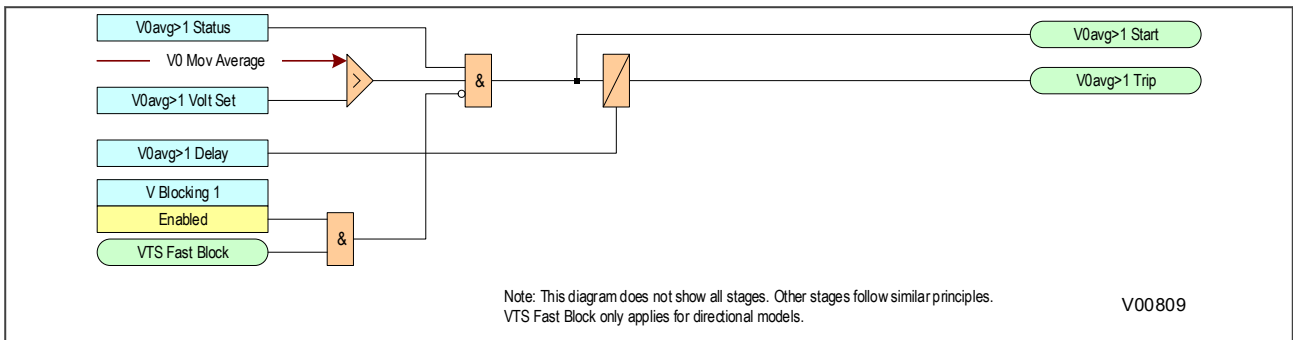 V0avg>1 Status
V0avg>1 Start
V0 Mov Average
>
&
V0avg>1 Trip
V0avg>1 Volt Set
V0avg>1 Delay
V Blocking 1
Enabled
&
VTS Fast Block
Note: This diagram does not show all stages. Other stages follow similar principles.
VTS Fast Block only applies for directional models.
V00809